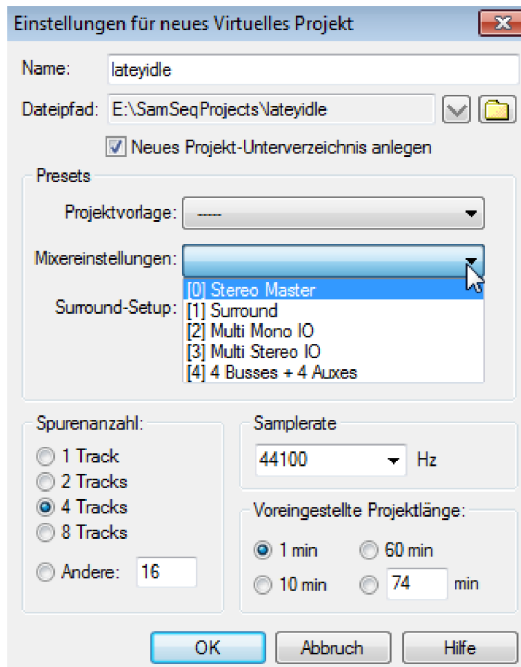 Einstellungen für neues Virtuelles Projekt
Name: lateyidle
Dateipfad: E:\SamSeqProjects\lateyidle
Neues Projekt-Unterverzeichnis anlegen
Presets
Projektvorlage: -----
Mixereinstellungen:
[0] Stereo Master
Surround-Setup: [1] Surround
[2] Multi Mono IO
[3] Multi Stereo IO
[4] 4 Busses + 4 Auxes
Spurenanzahl:
1 Track
2 Tracks
4 Tracks
8 Tracks
Andere: 16
Samplerate
44100 Hz
Voreingestellte Projektlänge:
1 min 60 min
10 min 74 min
OK Abbruch Hilfe